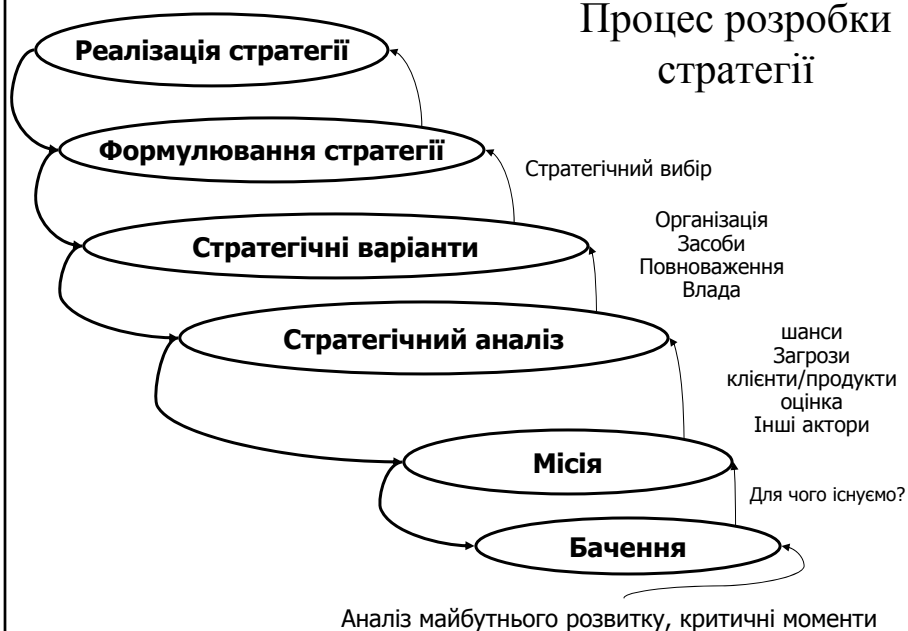 Процес розробки
стратегії
Реалізація стратегії
Формулювання стратегії
Стратегічний вибір
Стратегічні варіанти
Організація
Засоби
Повноваження
Влада
Стратегічний аналіз
шанси
Загрози
клієнти/продукти
оцінка
Інші актори
Місія
Для чого існуємо?
Бачення
Аналіз майбутнього розвитку, критичні моменти